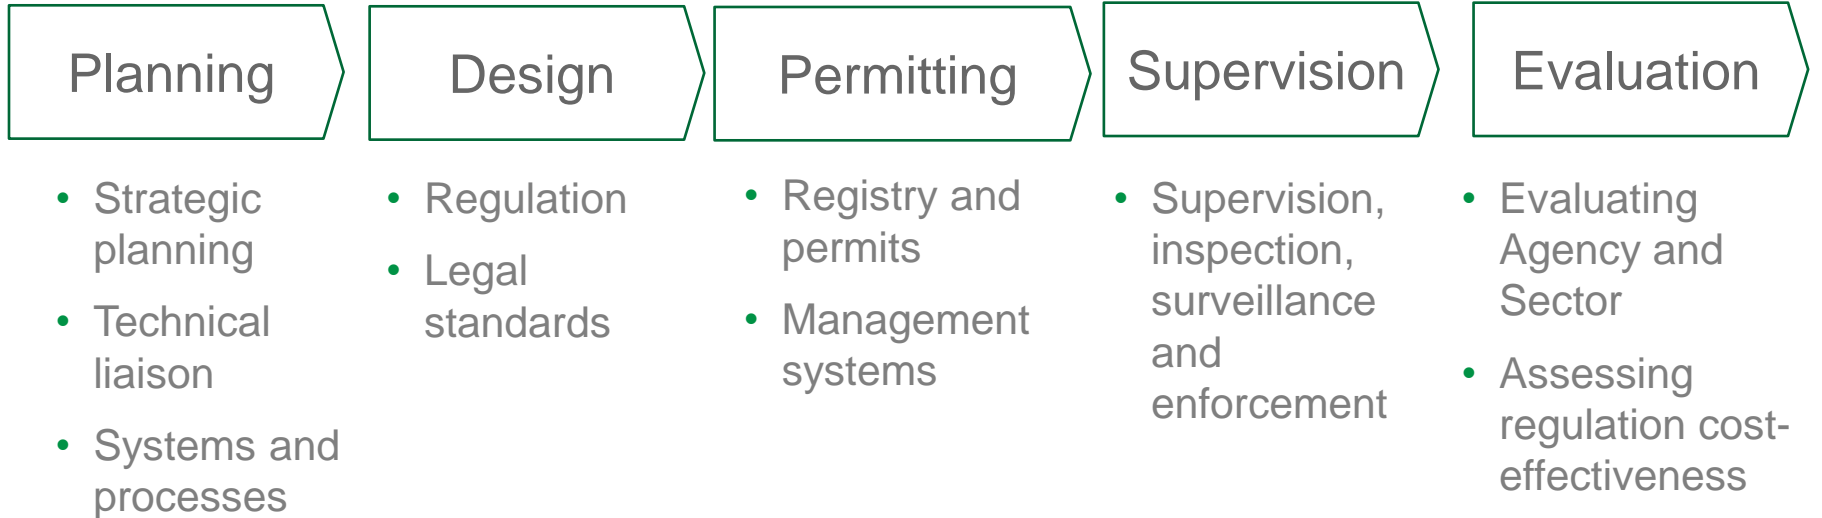 Planning
• Strategic
planning
• Technical
liaison
• Systems and
processes
Design
• Regulation
• Legal
standards
Permitting
• Registry and
permits
• Management
systems
Supervision
• Supervision,
inspection,
surveillance
and
enforcement
Evaluation
• Evaluating
Agency and
Sector
• Assessing
regulation cost-
effectiveness